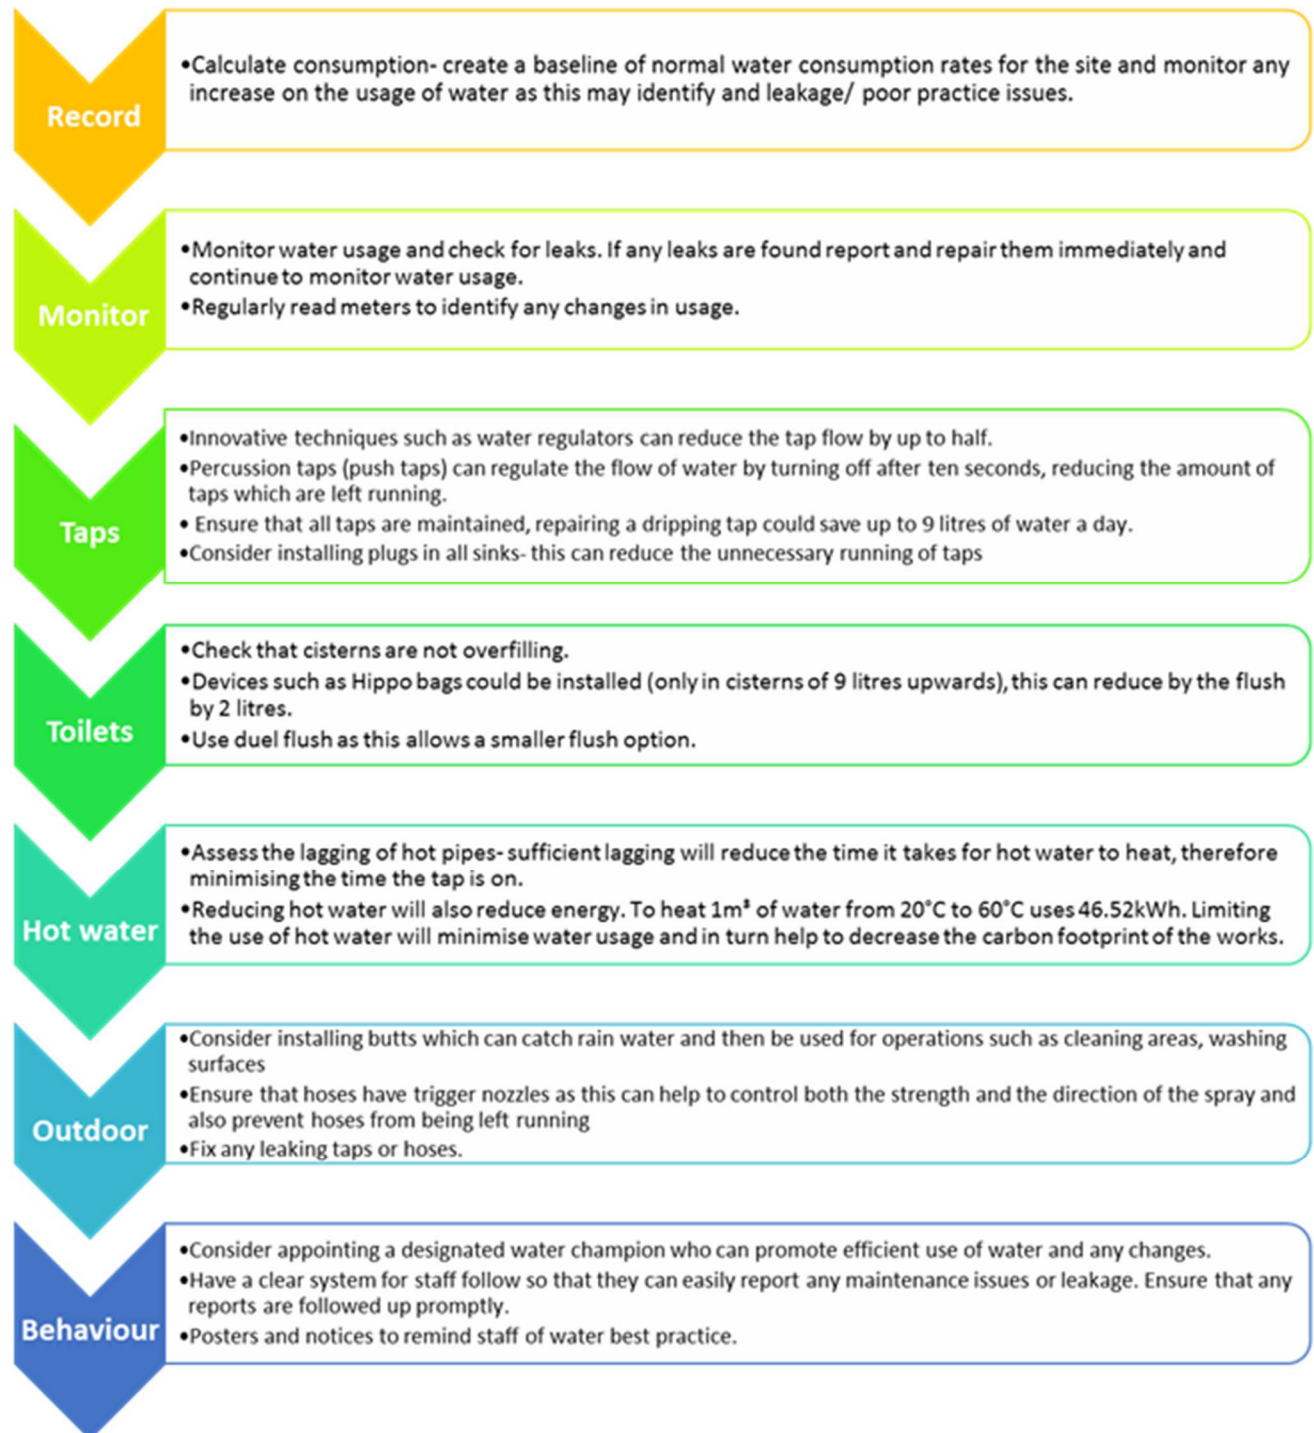 Record
•Calculate consumption- create a baseline of normal water consumption rates for the site and monitor any
increase on the usage of water as this may identify and leakage/ poor practice issues.
Monitor
•Monitor water usage and check for leaks. If any leaks are found report and repair them immediately and
continue to monitor water usage.
•Regularly read meters to identify any changes in usage.
Taps
•Innovative techniques such as water regulators can reduce the tap flow by up to half.
•Percussion taps (push taps) can regulate the flow of water by turning off after ten seconds, reducing the amount of
taps which are left running.
• Ensure that all taps are maintained, repairing a dripping tap could save up to 9 litres of water a day.
•Consider installing plugs in all sinks- this can reduce the unnecessary running of taps
Toilets
•Check that cisterns are not overfilling.
•Devices such as Hippo bags could be installed (only in cisterns of 9 litres upwards), this can reduce by the flush
by 2 litres.
•Use duel flush as this allows a smaller flush option.
Hot water
•Assess the lagging of hot pipes- sufficient lagging will reduce the time it takes for hot water to heat, therefore
minimising the time the tap is on.
•Reducing hot water will also reduce energy. To heat 1m³ of water from 20°C to 60°C uses 46.52kWh. Limiting
the use of hot water will minimise water usage and in turn help to decrease the carbon footprint of the works.
Outdoor
•Consider installing butts which can catch rain water and then be used for operations such as cleaning areas, washing
surfaces
•Ensure that hoses have trigger nozzles as this can help to control both the strength and the direction of the spray and
also prevent hoses from being left running
•Fix any leaking taps or hoses.
Behaviour
•Consider appointing a designated water champion who can promote efficient use of water and any changes.
•Have a clear system for staff follow so that they can easily report any maintenance issues or leakage. Ensure that any
reports are followed up promptly.
•Posters and notices to remind staff of water best practice.